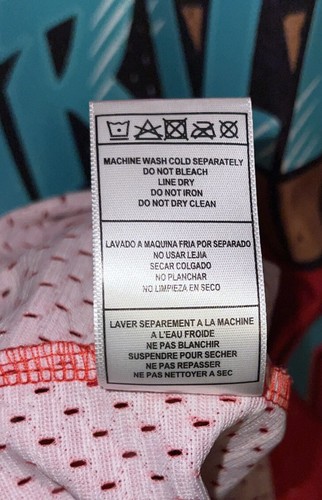 MACHINE WASH COLD SEPARATELY
DO NOT BLEACH
LINE DRY
DO NOT IRON
DO NOT DRY CLEAN
LAVADO A MAQUINA FRIA POR SEPARADO
NO USAR LEJIA
SECAR COLGADO
NO PLANCHAR
NO LIMPIEZA EN SECO
LAVER SEPAREMENT A LA MACHINE
A L'EAU FROIDE
NE PAS BLANCHIR
SUSPENDRE POUR SECHER
NE PAS REPASSER
NE PAS NETTOYER A SEC